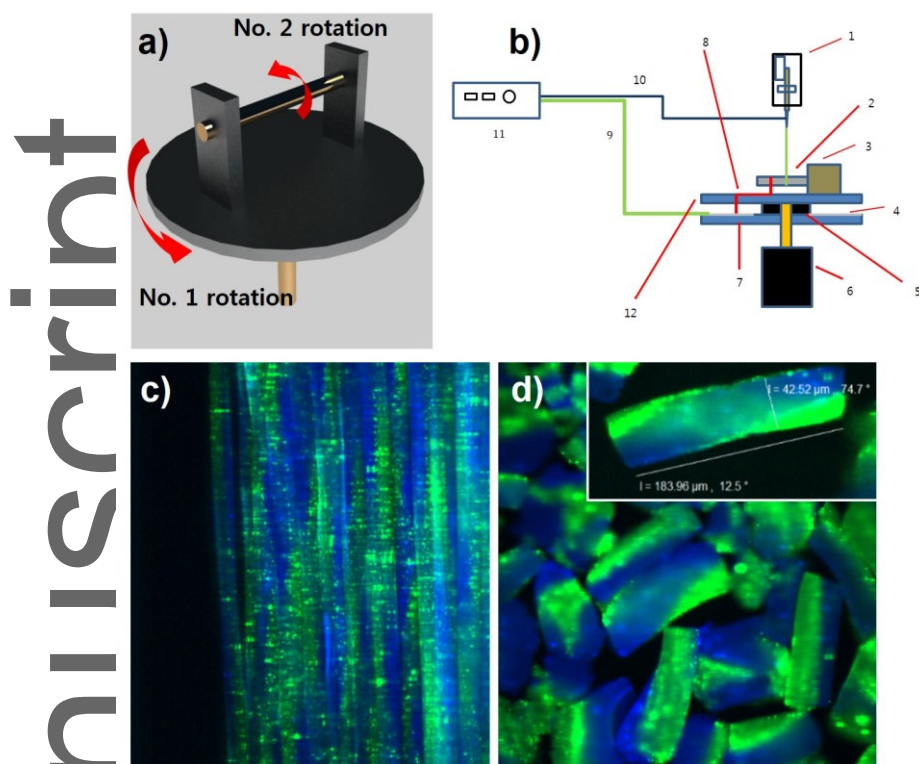 nuscript
a)
No. 2 rotation
No. 1 rotation
b)
1
2
3
4
5
6
7
8
9
10
11
12
c)
d)
l = 42.52 µm , 74.7 °
l = 183.96 µm , 12.5 °